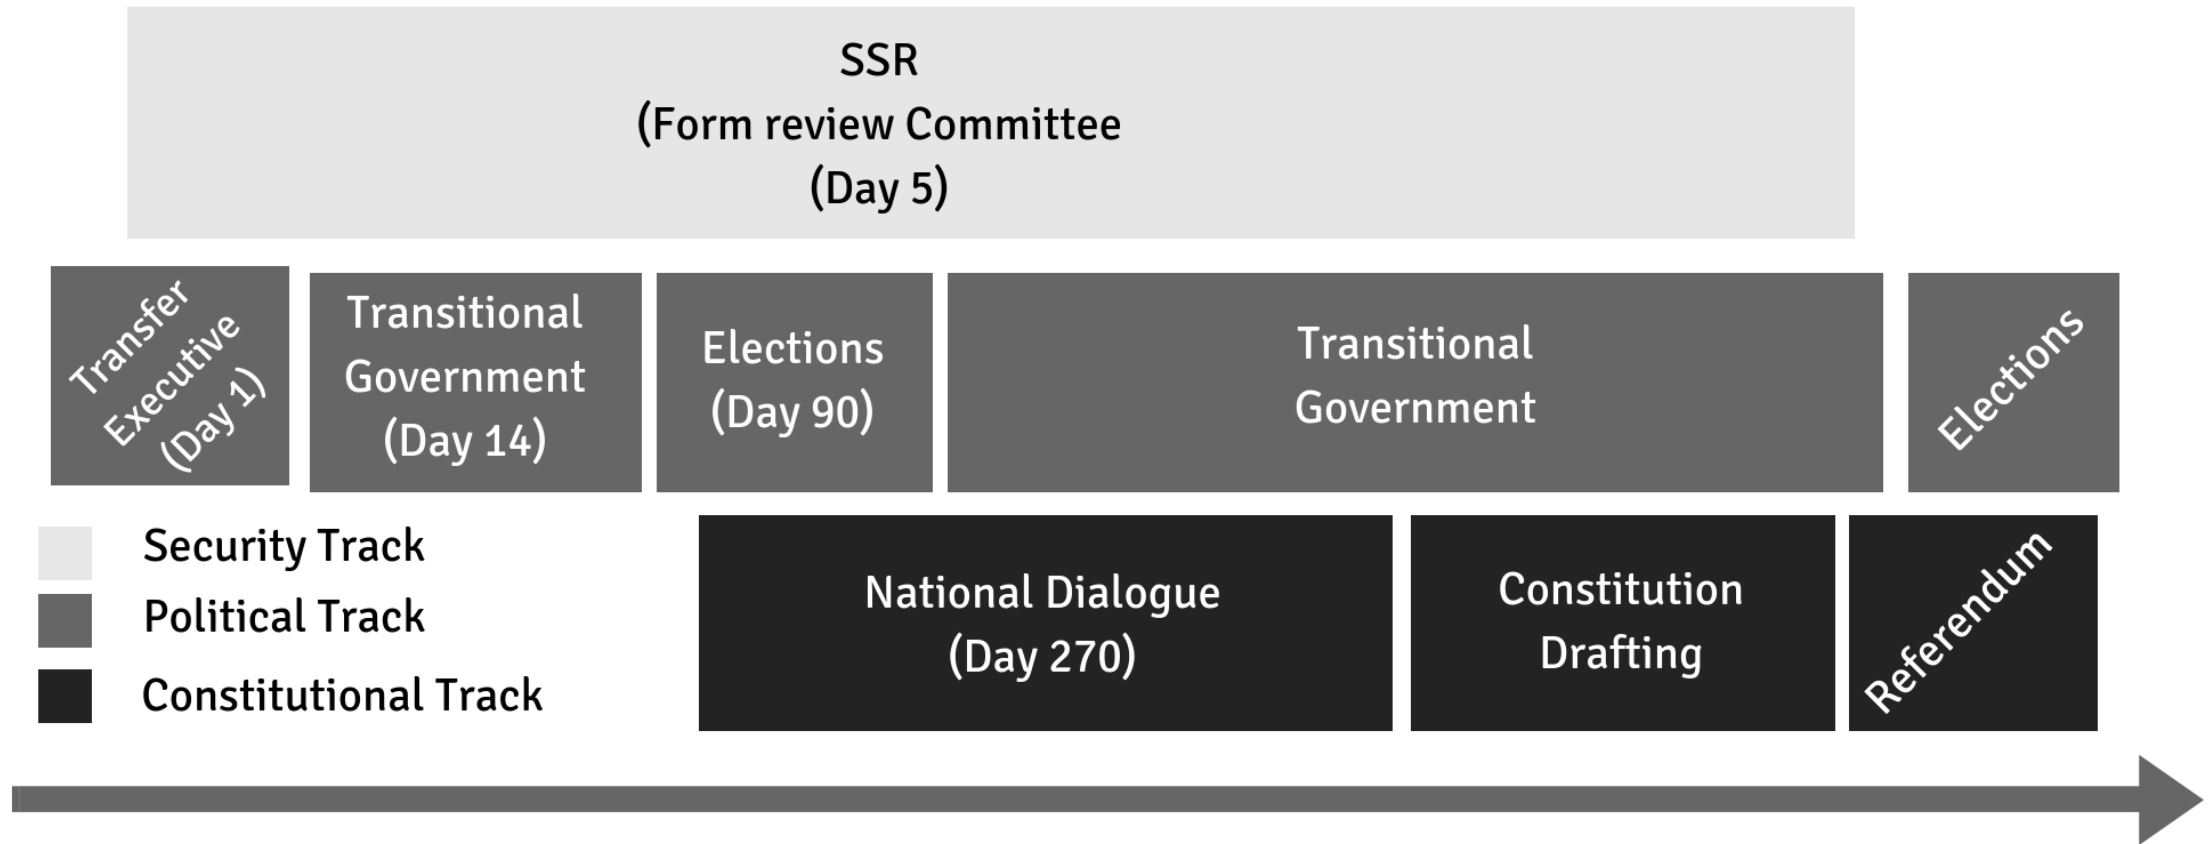 SSR
(Form review Committee
(Day 5)
Transfer
Executive
(Day 1)
Transitional
Government
(Day 14)
Elections
(Day 90)
Transitional
Government
Elections
Security Track
Political Track
Constitutional Track
National Dialogue
(Day 270)
Constitution
Drafting
Referendum